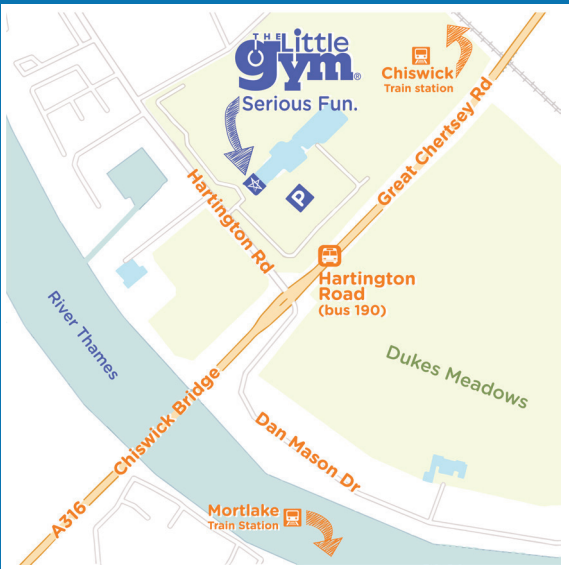 THE Little
gym®
Serious Fun.
Chiswick
Train station
Great Chertsey Rd
Hartington Rd
P
Hartington
Road
(bus 190)
River Thames
Dukes Meadows
Chiswick Bridge
Dan Mason Dr
A316
Mortlake
Train Station